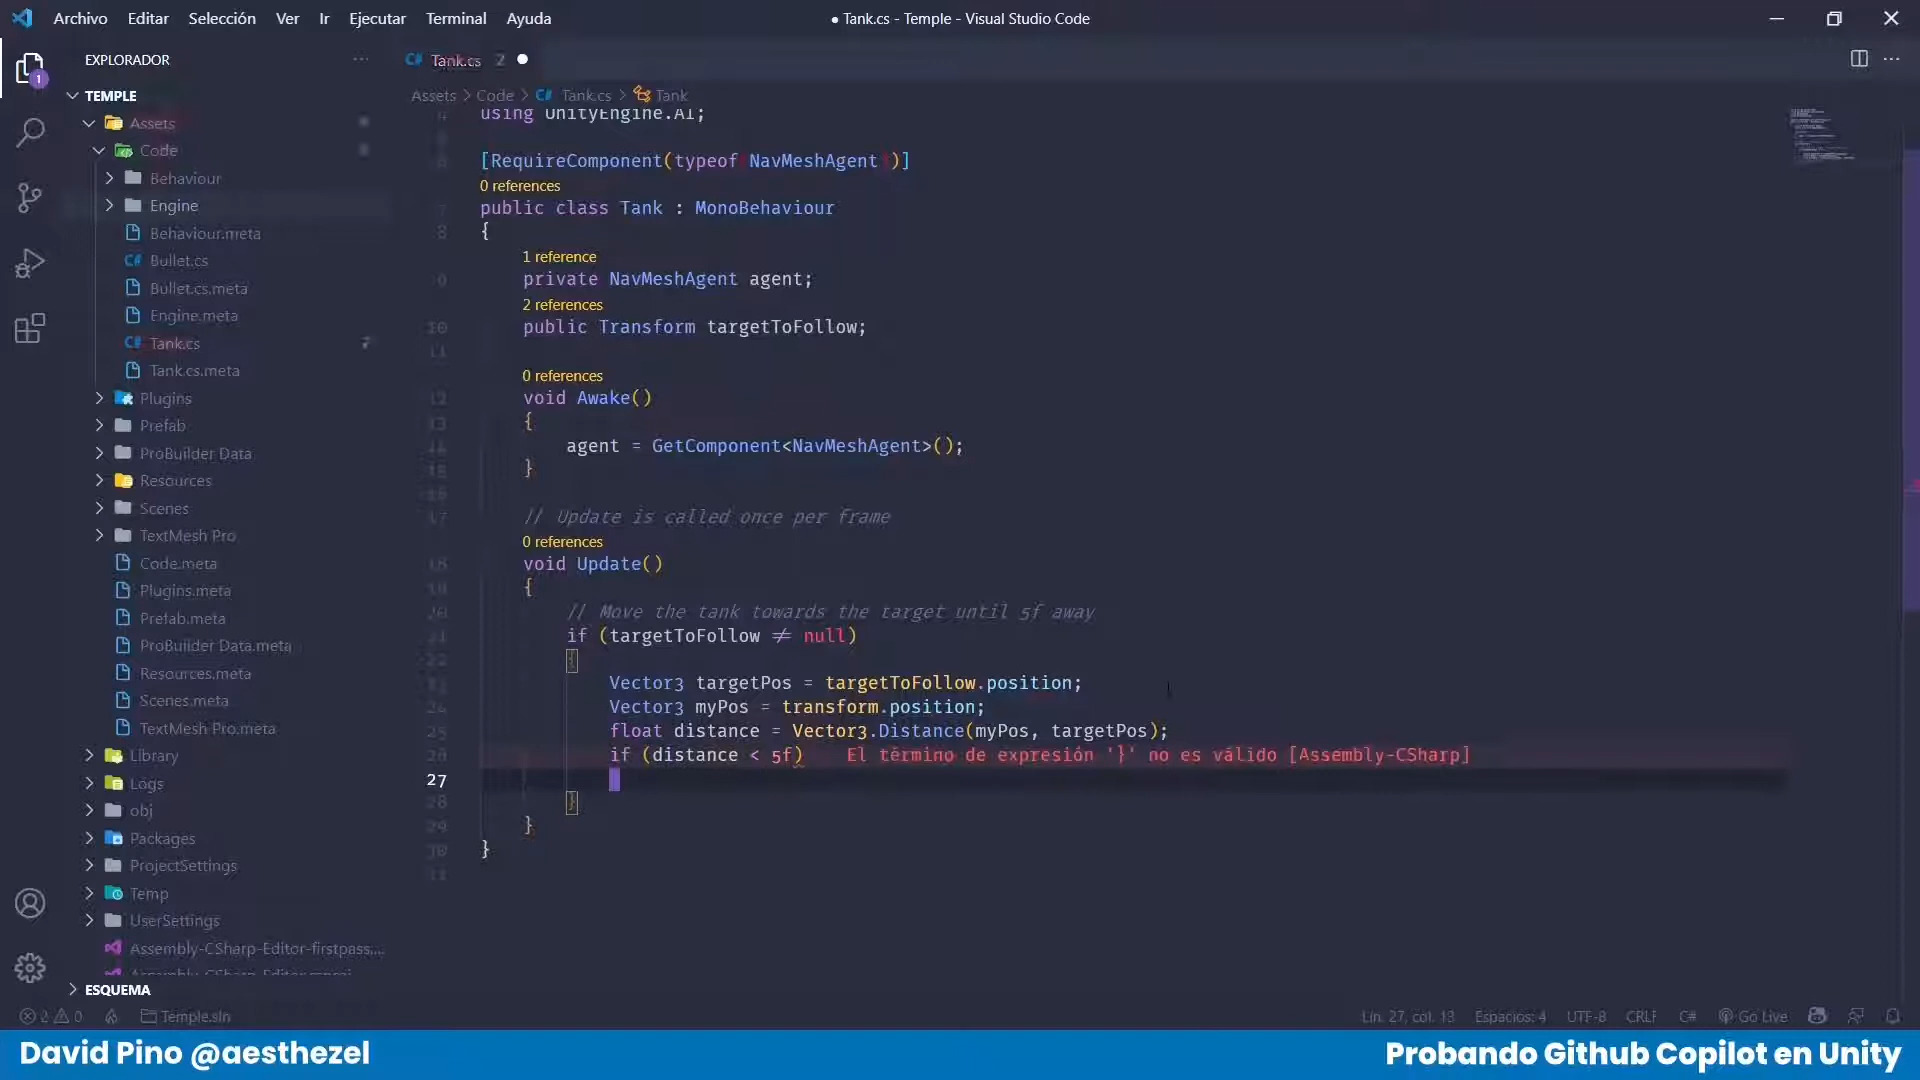 Archivo Editar Selección Ver Ir Ejecutar Terminal Ayuda
● Tank.cs - Temple - Visual Studio Code
EXPLORADOR
1
TEMPLE
Assets
Code
Behaviour
Engine
Behaviour.meta
Bullet.cs
Bullet.cs.meta
Engine.meta
Tank.cs
Tank.cs.meta
Plugins
Prefab
ProBuilder Data
Resources
Scenes
TextMesh Pro
Code.meta
Plugins.meta
Prefab.meta
ProBuilder Data.meta
Resources.meta
Scenes.meta
TextMesh Pro.meta
Library
Logs
obj
Packages
ProjectSettings
Temp
UserSettings
Assembly-CSharp-Editor-firstpass....
ESQUEMA
Tank.cs 2
Assets > Code > Tank.cs > Tank
using UnityEngine.AI;
[RequireComponent(typeof NavMeshAgent )]
0 references
public class Tank : MonoBehaviour
{
1 reference
private NavMeshAgent agent;
2 references
public Transform targetToFollow;
0 references
void Awake()
{
agent = GetComponent<NavMeshAgent>();
}
// Update is called once per frame
0 references
void Update()
{
// Move the tank towards the target until 5f away
if (targetToFollow ≠ null)
{
Vector3 targetPos = targetToFollow.position;
Vector3 myPos = transform.position;
float distance = Vector3.Distance(myPos, targetPos);
if (distance < 5f) El término de expresión '}' no es válido [Assembly-CSharp]
27
}
}
}
2 0 Temple.sln
Lín. 27, col. 13 Espacios: 4 UTF-8 CRLF C# Go Live
David Pino @aesthezel
Probando Github Copilot en Unity